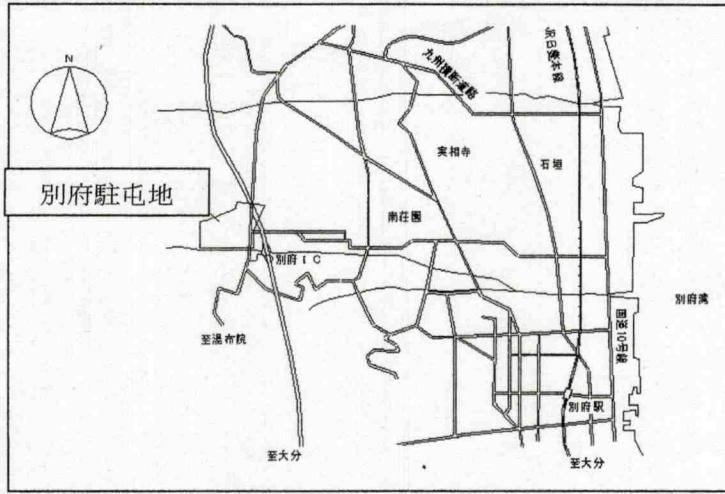 N
JR日豊本線
九州横断道路
実相寺
石垣
別府駐屯地
南荘園
別府IC
別府湾
国道10号線
至湯布院
別府駅
至大分
至大分